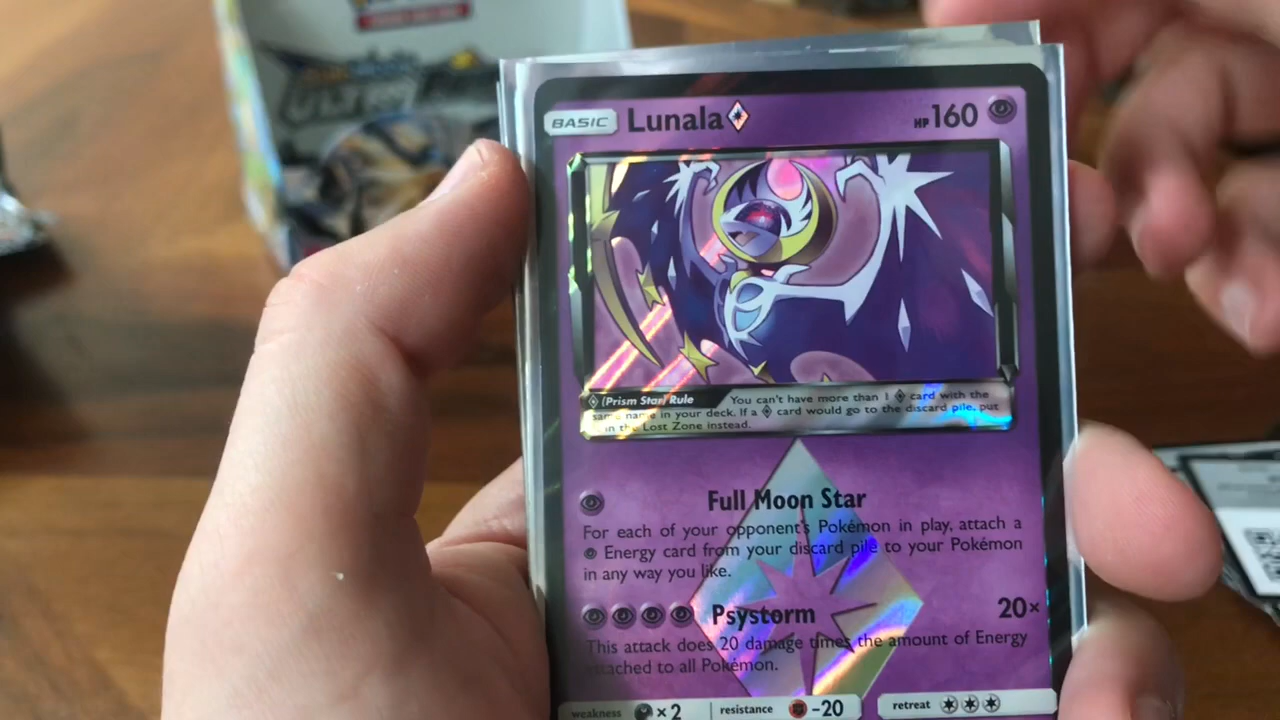 ULTRA
BASIC Lunala HP160
(Prism Star) Rule You can't have more than 1 card with the
same name in your deck. If a card would go to the discard pile, put
it in the Lost Zone instead.
Full Moon Star
For each of your opponent's Pokémon in play, attach a
Energy card from your discard pile to your Pokémon
in any way you like.
Psystorm 20×
This attack does 20 damage times the amount of Energy
attached to all Pokémon.
weakness ×2 resistance -20 retreat